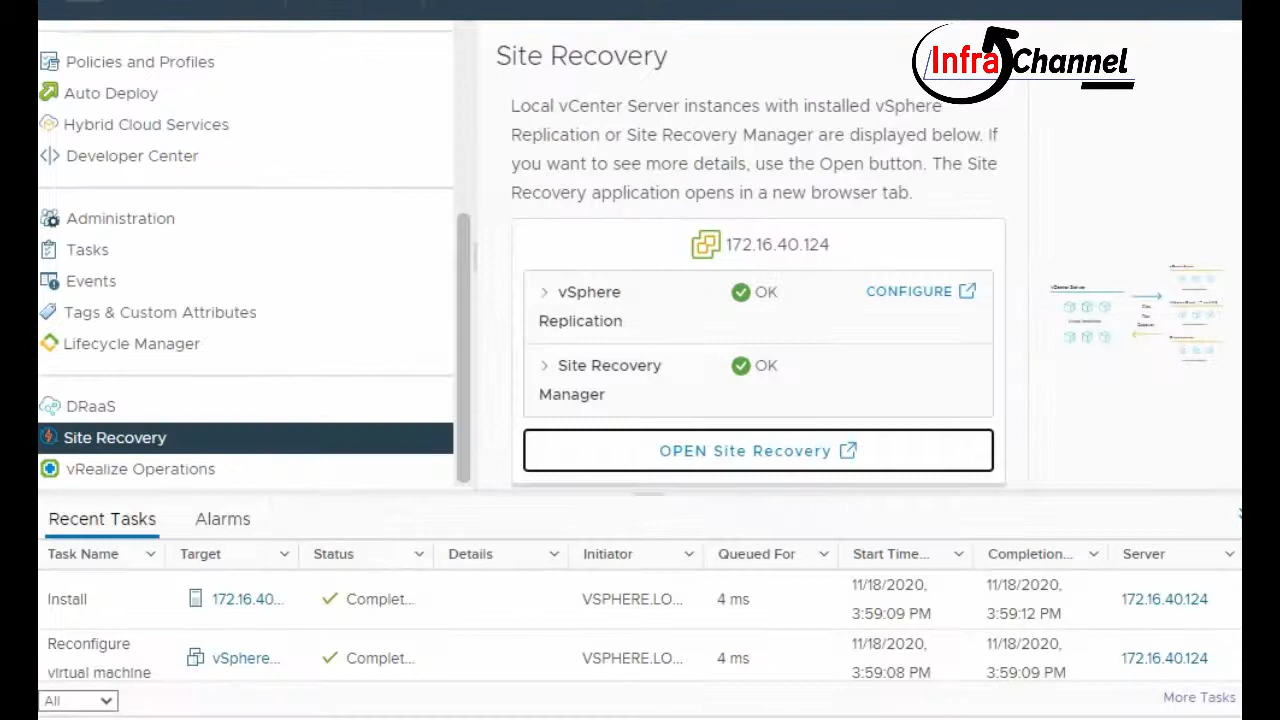 Infra Channel
Policies and Profiles
Auto Deploy
Hybrid Cloud Services
Developer Center
Administration
Tasks
Events
Tags & Custom Attributes
Lifecycle Manager
DRaaS
Site Recovery
vRealize Operations
Site Recovery
Local vCenter Server instances with installed vSphere
Replication or Site Recovery Manager are displayed below. If
you want to see more details, use the Open button. The Site
Recovery application opens in a new browser tab.
172.16.40.124
vSphere OK CONFIGURE
Replication
Site Recovery OK
Manager
OPEN Site Recovery
Recent Tasks Alarms
Task Name Target Status Details Initiator Queued For Start Time... Completion... Server
Install 172.16.40... Complet... VSPHERE.LO... 4 ms 11/18/2020, 11/18/2020, 172.16.40.124
3:59:09 PM 3:59:12 PM
Reconfigure vSphere... Complet... VSPHERE.LO... 4 ms 11/18/2020, 11/18/2020, 172.16.40.124
virtual machine 3:59:08 PM 3:59:09 PM
All More Tasks